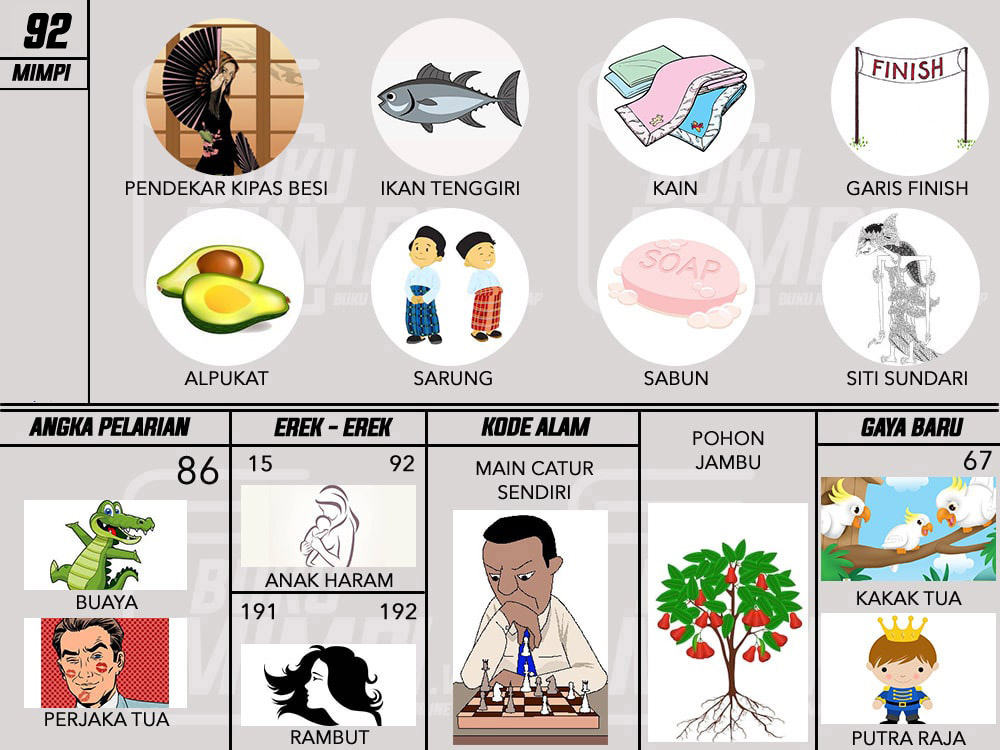 92
MIMPI
FINISH
PENDEKAR KIPAS BESI
IKAN TENGGIRI
KAIN
GARIS FINISH
SOAP
ALPUKAT
SARUNG
SABUN
SITI SUNDARI
ANGKA PELARIAN
86
BUAYA
PERJAKA TUA
EREK - EREK
15 92
ANAK HARAM
191 192
RAMBUT
KODE ALAM
MAIN CATUR
SENDIRI
POHON
JAMBU
GAYA BARU
67
KAKAK TUA
PUTRA RAJA